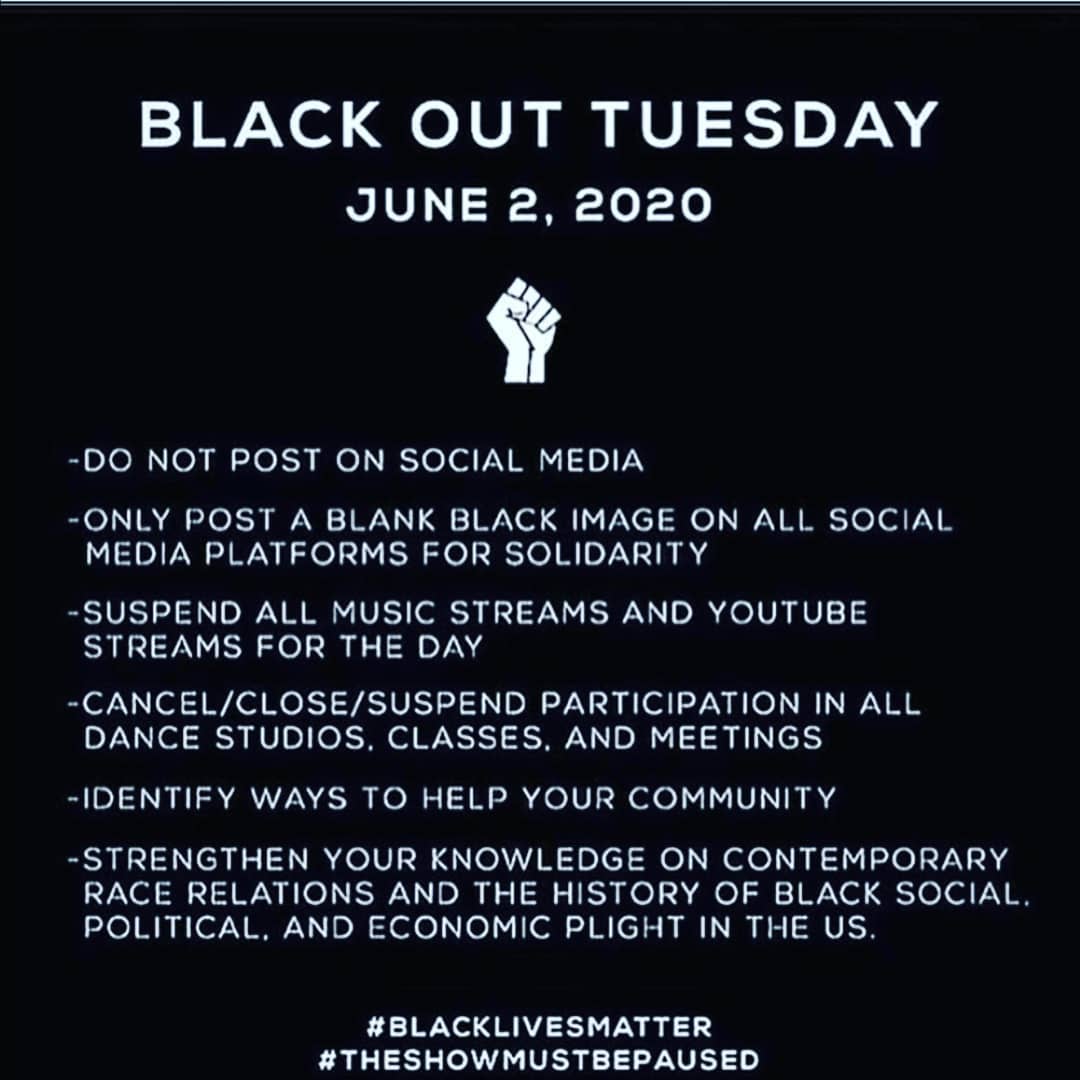 BLACK OUT TUESDAY
JUNE 2, 2020
-DO NOT POST ON SOCIAL MEDIA
-ONLY POST A BLANK BLACK IMAGE ON ALL SOCIAL
MEDIA PLATFORMS FOR SOLIDARITY
-SUSPEND ALL MUSIC STREAMS AND YOUTUBE
STREAMS FOR THE DAY
-CANCEL/CLOSE/SUSPEND PARTICIPATION IN ALL
DANCE STUDIOS, CLASSES, AND MEETINGS
-IDENTIFY WAYS TO HELP YOUR COMMUNITY
-STRENGTHEN YOUR KNOWLEDGE ON CONTEMPORARY
RACE RELATIONS AND THE HISTORY OF BLACK SOCIAL,
POLITICAL, AND ECONOMIC PLIGHT IN THE US.
#BLACKLIVESMATTER
#THESHOWMUSTBEPAUSED